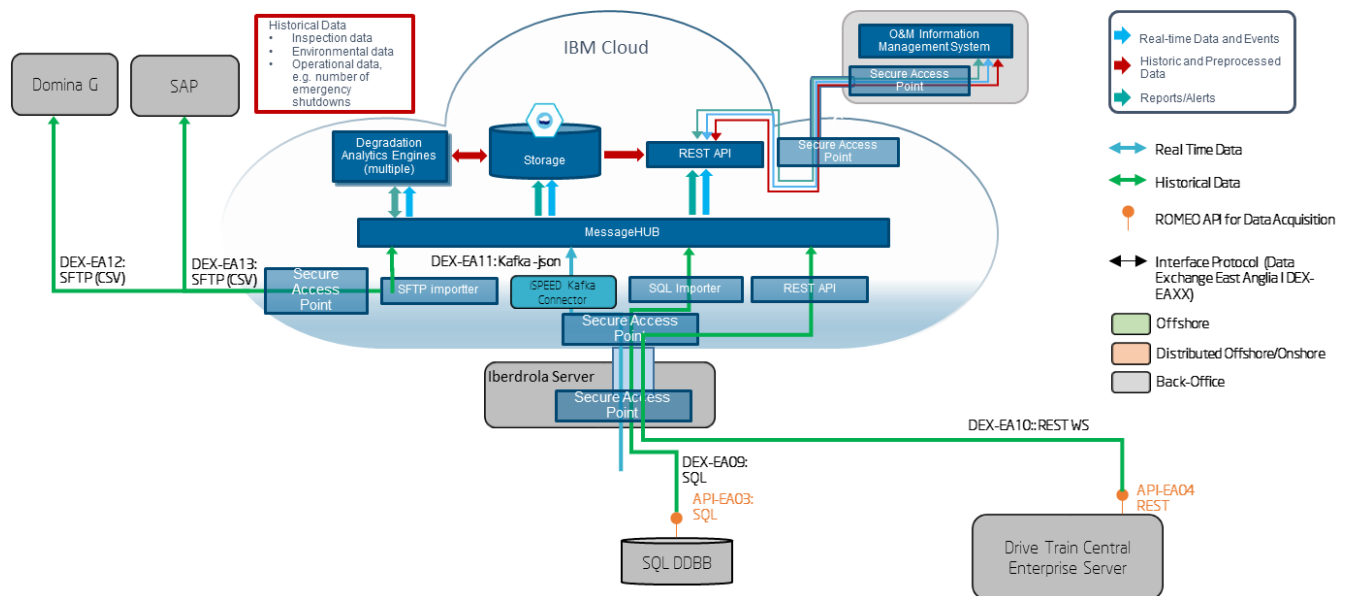 Historical Data
• Inspection data
• Environmental data
• Operational data,
e.g. number of
emergency
shutdowns
IBM Cloud
O&M Information
Management System
Secure Access
Point
Real-time Data and Events
Historic and Preprocessed
Data
Reports/Alerts
Domina G
SAP
Degradation
Analytics Engines
(multiple)
Storage
REST API
Secure Access
Point
Real Time Data
Historical Data
ROMEO API for Data Acquisition
Interface Protocol (Data
Exchange East Anglia I DEX-
EAXX)
Offshore
Distributed Offshore/Onshore
Back-Office
MessageHUB
DEX-EA12:
SFTP (CSV)
DEX-EA13:
SFTP (CSV)
DEX-EA11: Kafka -json
Secure
Access
Point
SFTP importter
iSPEED Kafka
Connector
SQL Importer
REST API
Secure Access
Point
Iberdrola Server
Secure Access
Point
DEX-EA10:: REST WS
DEX-EA09:
SQL
API-EA03:
SQL
API-EA04
REST
SQL DDBB
Drive Train Central
Enterprise Server